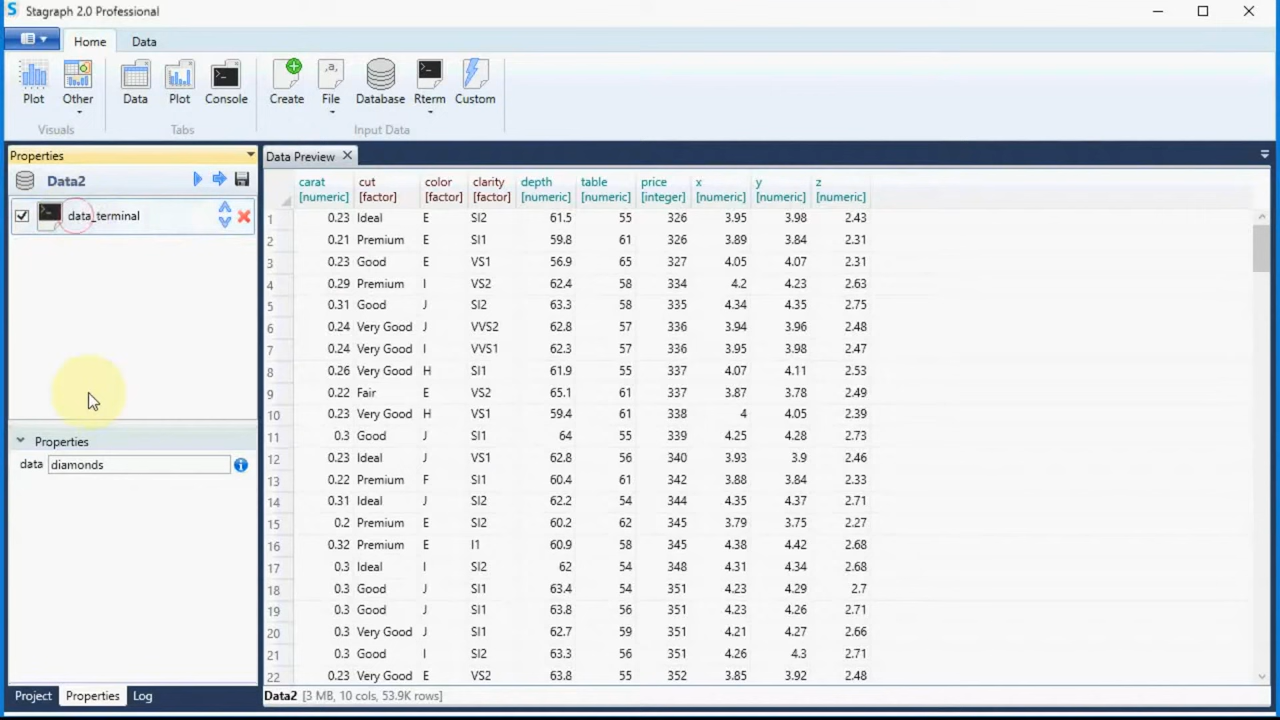 S Stagraph 2.0 Professional
Home Data
Plot Other Data Plot Console Create File Database Rterm Custom
Visuals Tabs Input Data
Properties Data Preview
Data2
data_terminal
Properties
data diamonds
carat cut color clarity depth table price x y z
[numeric] [factor] [factor] [factor] [numeric] [numeric] [integer] [numeric] [numeric] [numeric]
1 0.23 Ideal E SI2 61.5 55 326 3.95 3.98 2.43
2 0.21 Premium E SI1 59.8 61 326 3.89 3.84 2.31
3 0.23 Good E VS1 56.9 65 327 4.05 4.07 2.31
4 0.29 Premium I VS2 62.4 58 334 4.2 4.23 2.63
5 0.31 Good J SI2 63.3 58 335 4.34 4.35 2.75
6 0.24 Very Good J VVS2 62.8 57 336 3.94 3.96 2.48
7 0.24 Very Good I VVS1 62.3 57 336 3.95 3.98 2.47
8 0.26 Very Good H SI1 61.9 55 337 4.07 4.11 2.53
9 0.22 Fair E VS2 65.1 61 337 3.87 3.78 2.49
10 0.23 Very Good H VS1 59.4 61 338 4 4.05 2.39
11 0.3 Good J SI1 64 55 339 4.25 4.28 2.73
12 0.23 Ideal J VS1 62.8 56 340 3.93 3.9 2.46
13 0.22 Premium F SI1 60.4 61 342 3.88 3.84 2.33
14 0.31 Ideal J SI2 62.2 54 344 4.35 4.37 2.71
15 0.2 Premium E SI2 60.2 62 345 3.79 3.75 2.27
16 0.32 Premium E I1 60.9 58 345 4.38 4.42 2.68
17 0.3 Ideal I SI2 62 54 348 4.31 4.34 2.68
18 0.3 Good J SI1 63.4 54 351 4.23 4.29 2.7
19 0.3 Good J SI1 63.8 56 351 4.23 4.26 2.71
20 0.3 Very Good J SI1 62.7 59 351 4.21 4.27 2.66
21 0.3 Good I SI2 63.3 56 351 4.26 4.3 2.71
22 0.23 Very Good E VS2 63.8 55 352 3.85 3.92 2.48
Project Properties Log
Data2 [3 MB, 10 cols, 53.9K rows]